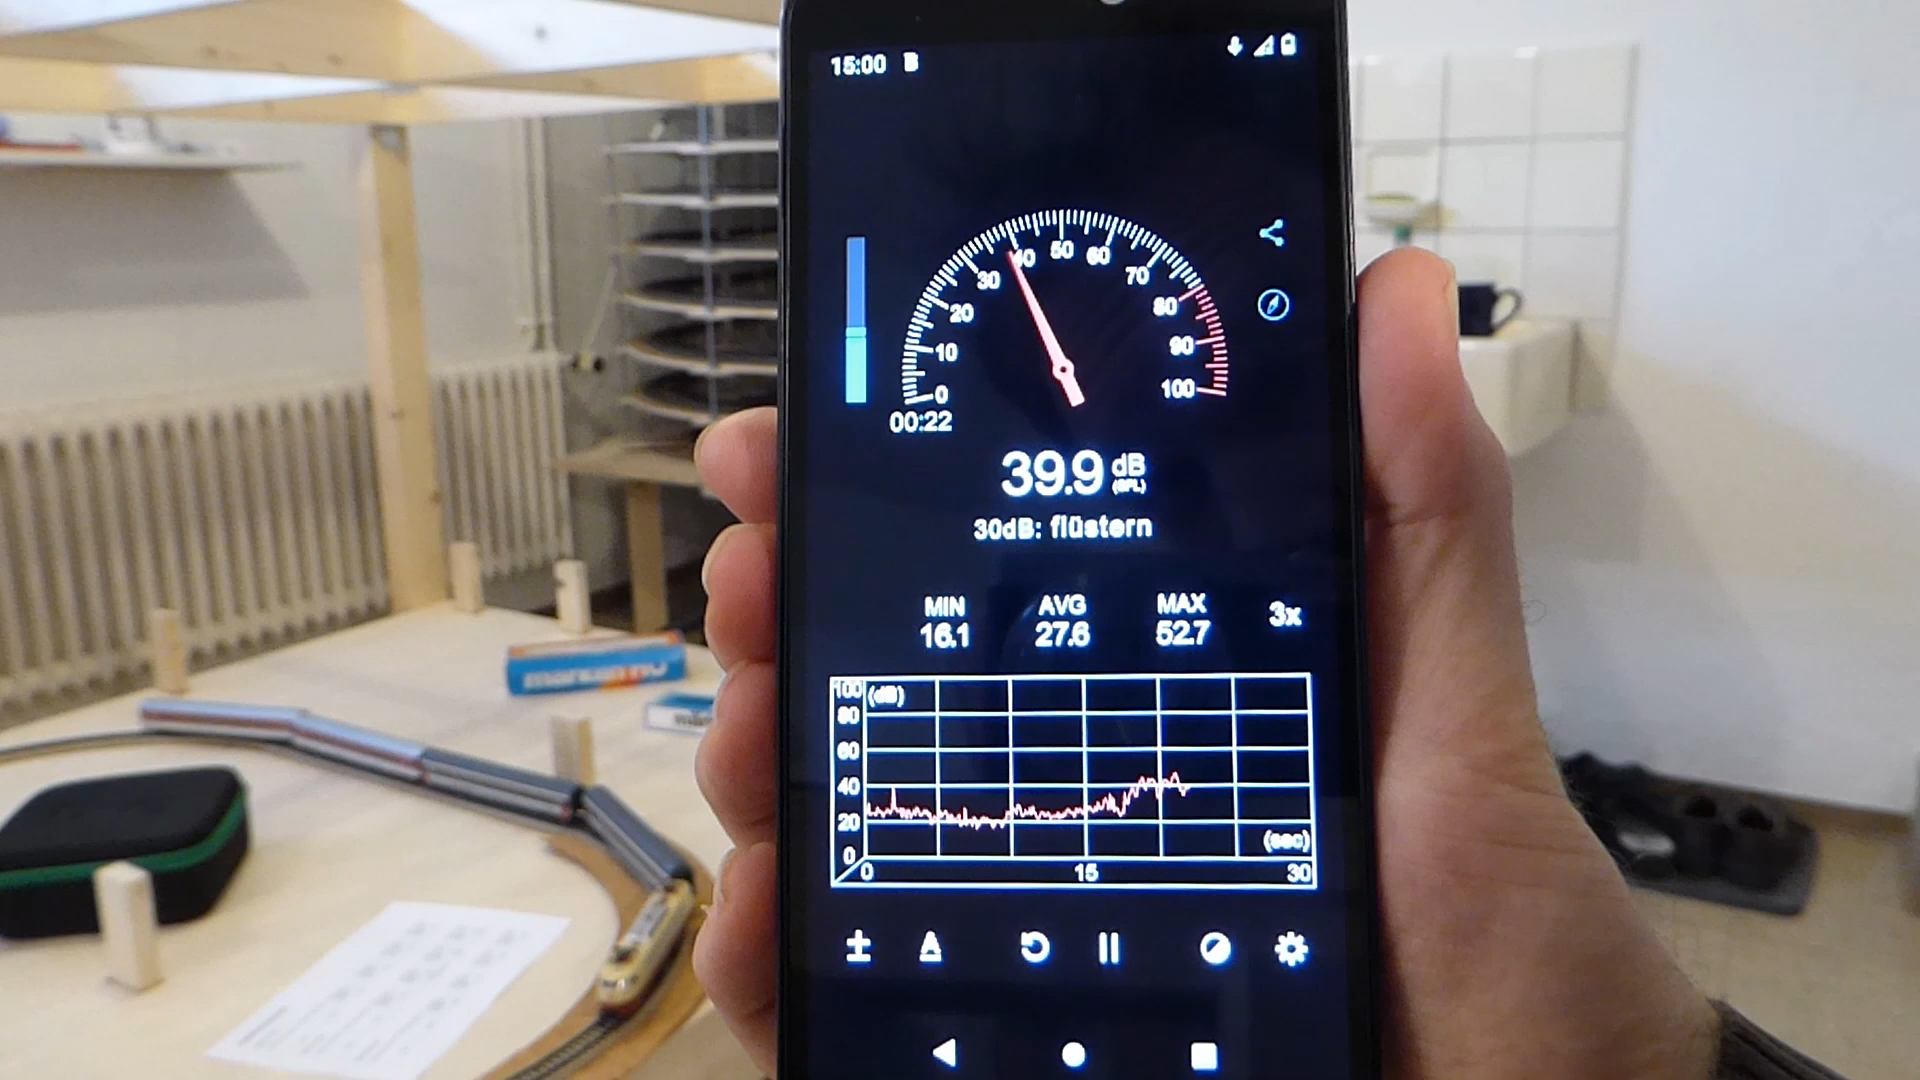 15:00
50
40 60
30 70
20 80
10 90
0 100
00:22
39.9 dB
(SPL)
30dB: flüstern
MIN AVG MAX 3x
16.1 27.6 52.7
100 (dB)
80
60
40
20
0 (sec)
0 15 30
A